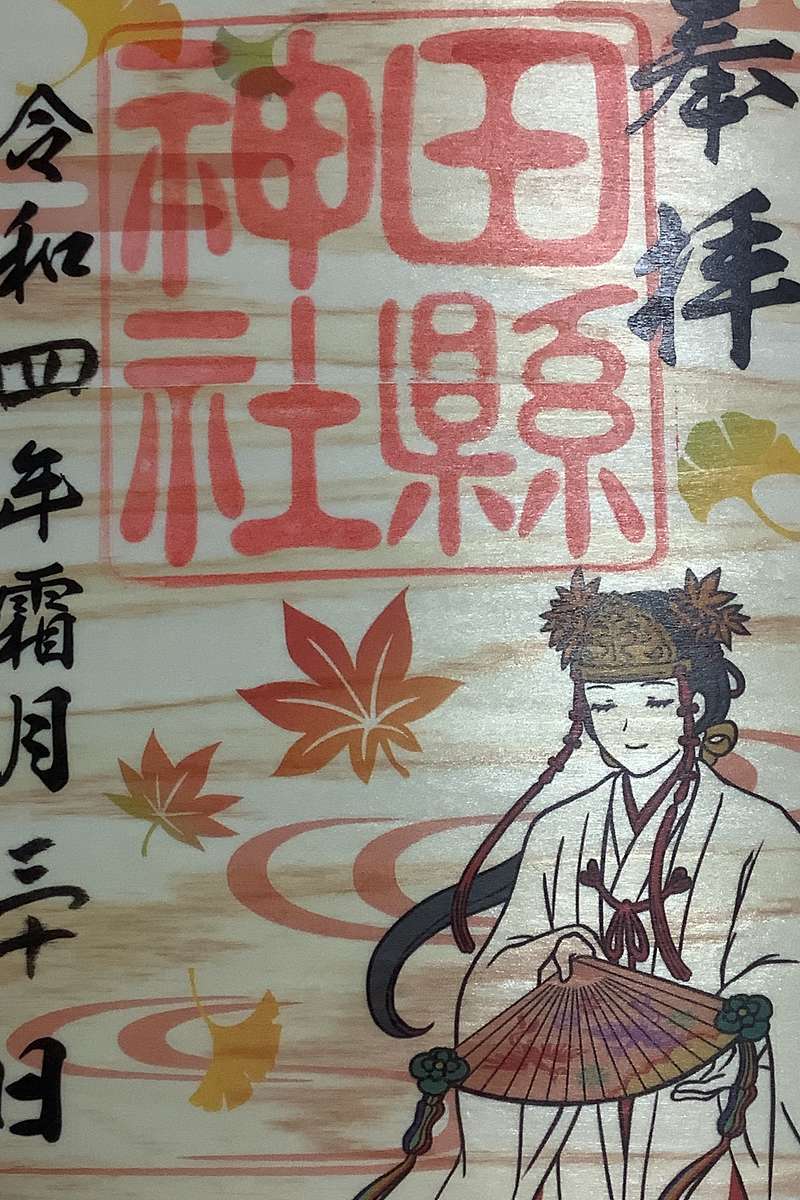 奉拝
田縣
神社
令和四年霜月三十日